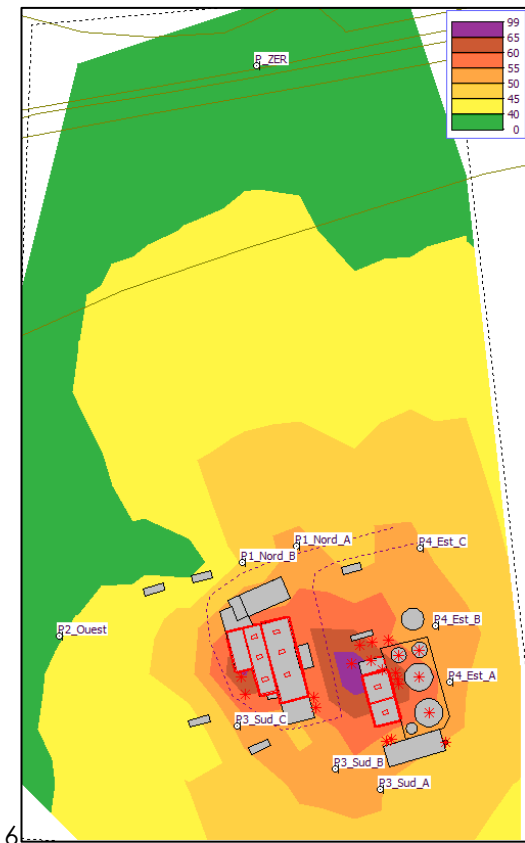 99
65
60
55
50
45
40
0
P_ZER
P1_Nord_A
P1_Nord_B
P4_Est_C
P2_Ouest
P4_Est_B
P4_Est_A
P3_Sud_C
P3_Sud_B
P3_Sud_A
6